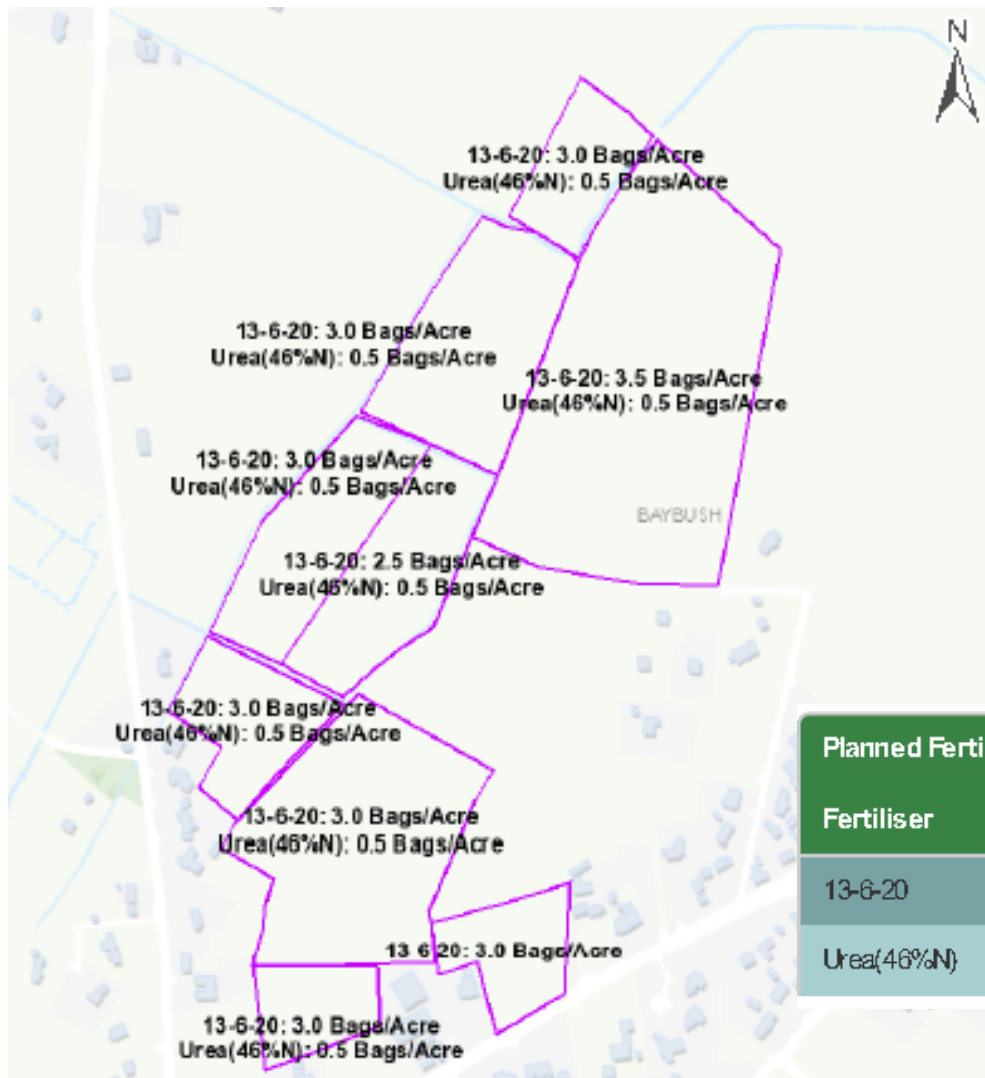 N
13-6-20: 3.0 Bags/Acre
Urea(46%N): 0.5 Bags/Acre
13-6-20: 3.0 Bags/Acre
Urea(46%N): 0.5 Bags/Acre
13-6-20: 3.5 Bags/Acre
Urea(46%N): 0.5 Bags/Acre
13-6-20: 3.0 Bags/Acre
Urea(46%N): 0.5 Bags/Acre
BAYBUSH
13-6-20: 2.5 Bags/Acre
Urea(46%N): 0.5 Bags/Acre
13-6-20: 3.0 Bags/Acre
Urea(46%N): 0.5 Bags/Acre
13-6-20: 3.0 Bags/Acre
Urea(46%N): 0.5 Bags/Acre
13-6-20: 3.0 Bags/Acre
13-6-20: 3.0 Bags/Acre
Urea(46%N): 0.5 Bags/Acre
Planned Ferti
Fertiliser
13-6-20
Urea(46%N)